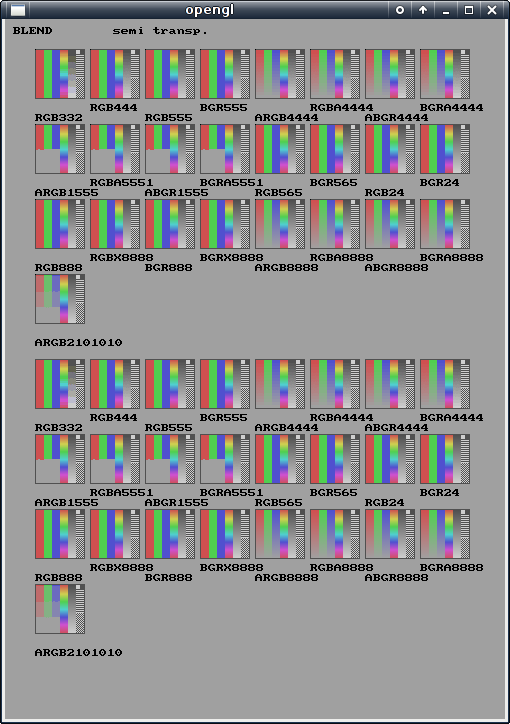 opengl
BLEND semi transp.
RGB444 BGR555 RGBA4444 BGRA4444
RGB332 RGB555 ARGB4444 ABGR4444
RGBA5551 BGRA5551 BGR565 BGR24
ARGB1555 ABGR1555 RGB565 RGB24
RGBX8888 BGRX8888 RGBA8888 BGRA8888
RGB888 BGR888 ARGB8888 ABGR8888
ARGB2101010
RGB444 BGR555 RGBA4444 BGRA4444
RGB332 RGB555 ARGB4444 ABGR4444
RGBA5551 BGRA5551 BGR565 BGR24
ARGB1555 ABGR1555 RGB565 RGB24
RGBX8888 BGRX8888 RGBA8888 BGRA8888
RGB888 BGR888 ARGB8888 ABGR8888
ARGB2101010